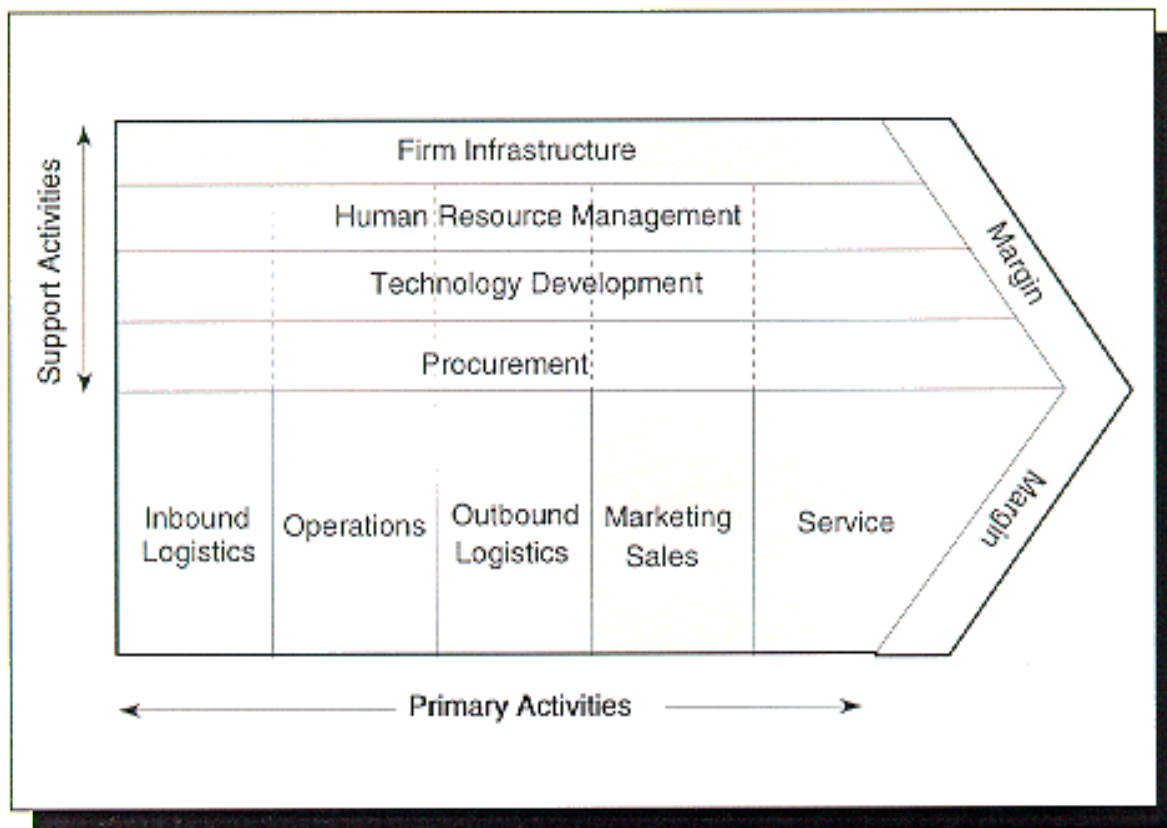 Support Activities
Firm Infrastructure
Human Resource Management
Technology Development
Procurement
Margin
Inbound
Logistics
Operations
Outbound
Logistics
Marketing
Sales
Service
Margin
Primary Activities